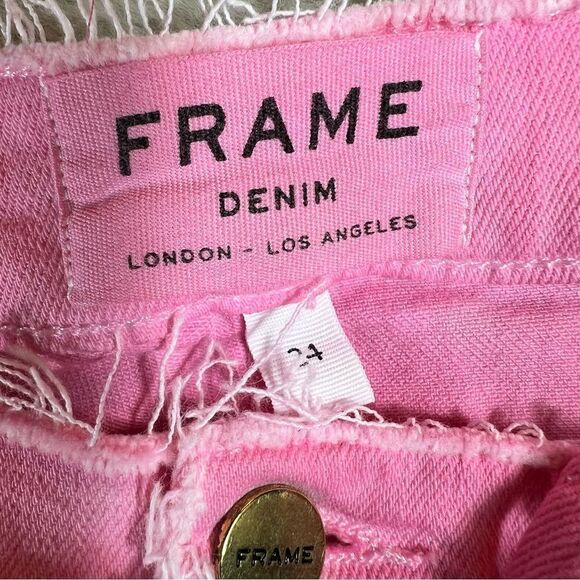 FRAME
DENIM
LONDON - LOS ANGELES
24
FRAME